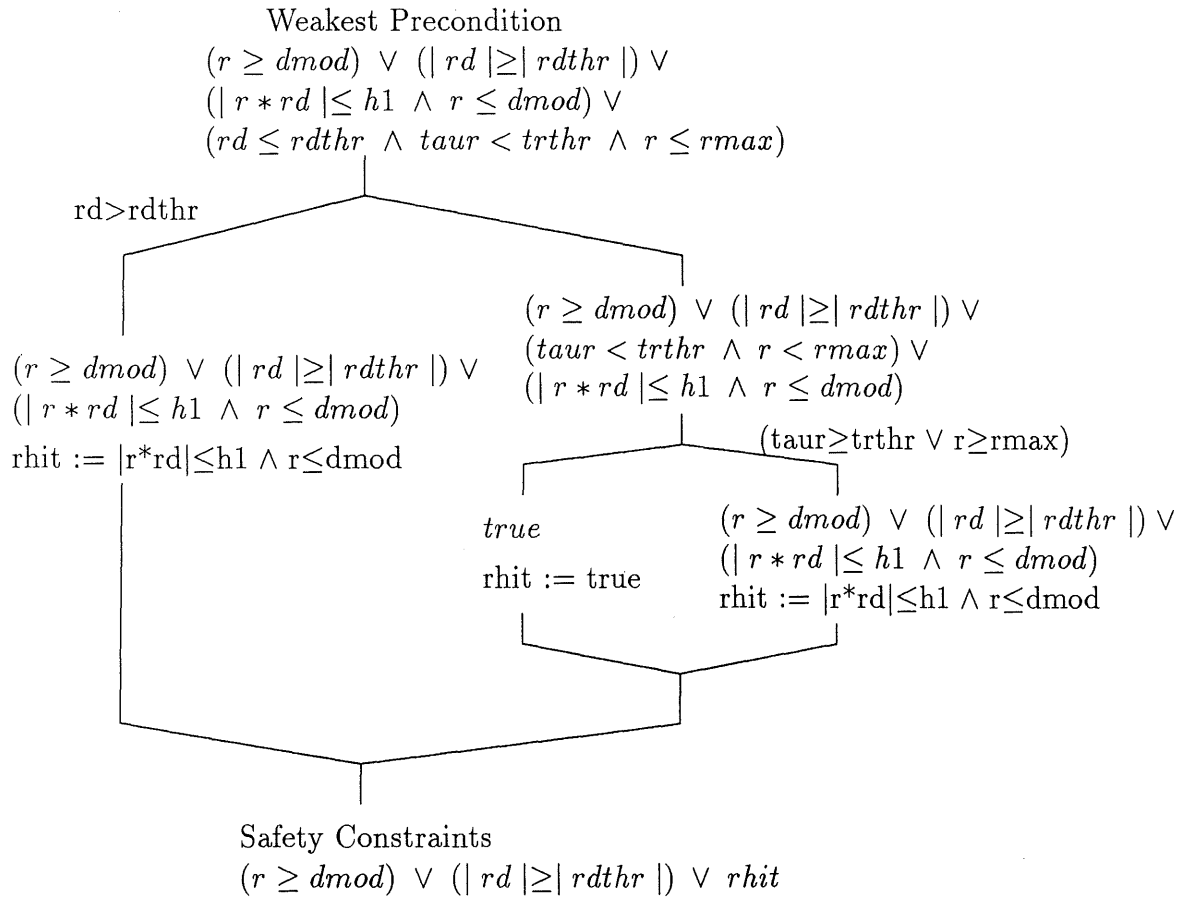 Weakest Precondition
(r ≥ dmod) ∨ (| rd |≥| rdthr |) ∨
(| r ∗ rd |≤ h1 ∧ r ≤ dmod) ∨
(rd ≤ rdthr ∧ taur < trthr ∧ r ≤ rmax)
rd>rdthr
(r ≥ dmod) ∨ (| rd |≥| rdthr |) ∨
(| r ∗ rd |≤ h1 ∧ r ≤ dmod)
rhit := |r*rd|≤h1 ∧ r≤dmod
(r ≥ dmod) ∨ (| rd |≥| rdthr |) ∨
(taur < trthr ∧ r < rmax) ∨
(| r ∗ rd |≤ h1 ∧ r ≤ dmod)
(taur≥trthr ∨ r≥rmax)
true
rhit := true
(r ≥ dmod) ∨ (| rd |≥| rdthr |) ∨
(| r ∗ rd |≤ h1 ∧ r ≤ dmod)
rhit := |r*rd|≤h1 ∧ r≤dmod
Safety Constraints
(r ≥ dmod) ∨ (| rd |≥| rdthr |) ∨ rhit